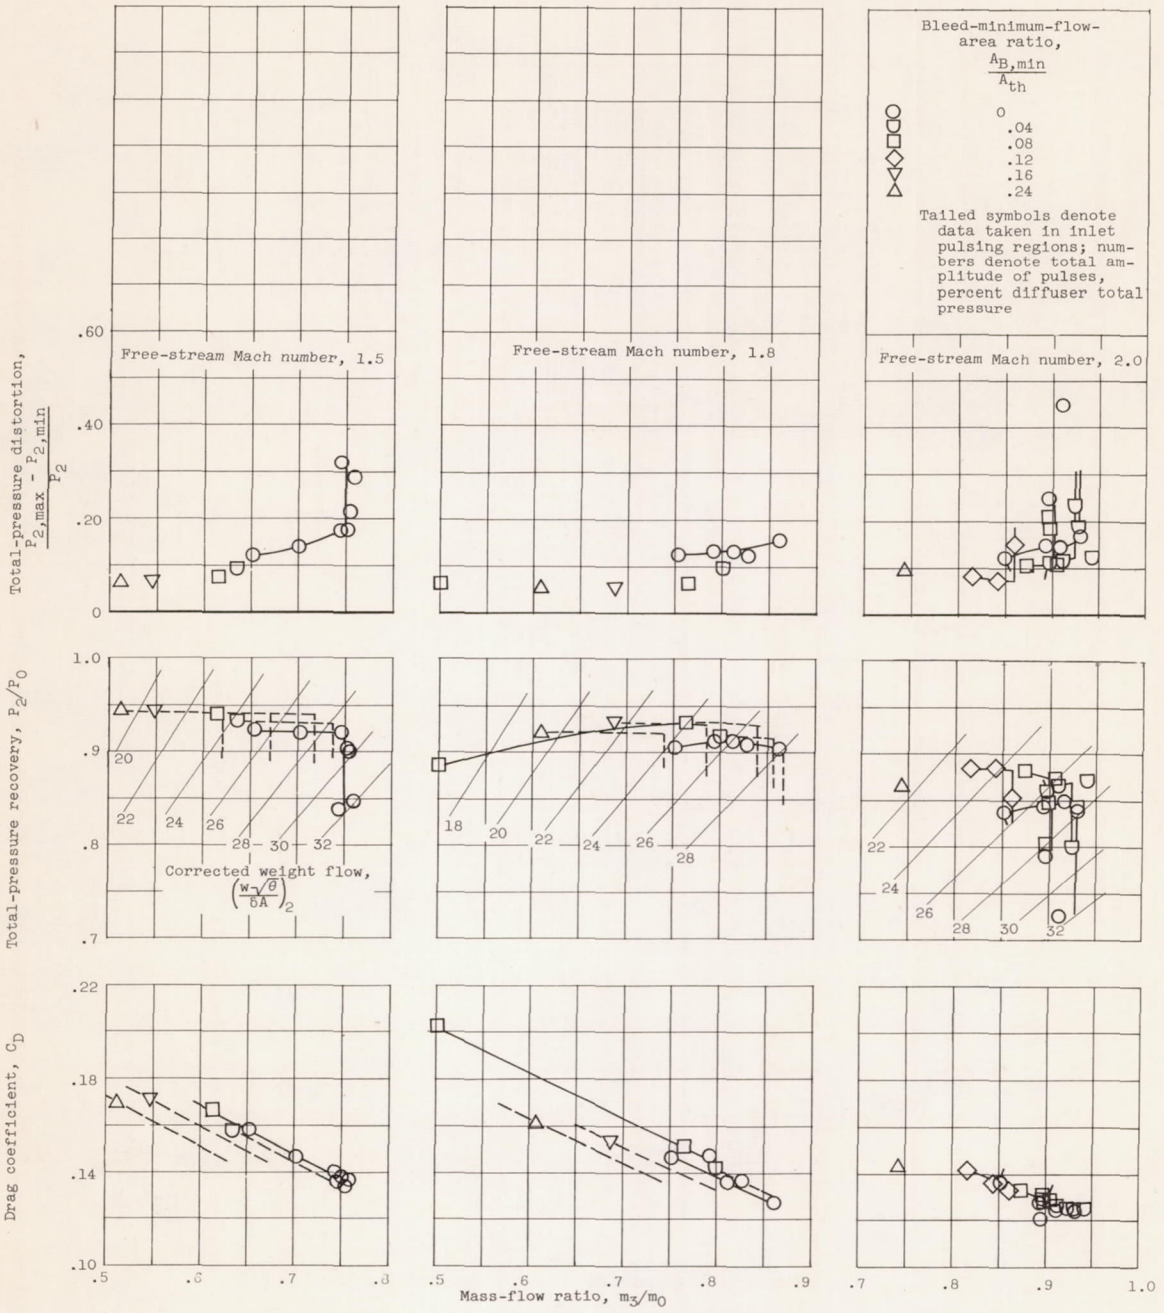 Bleed-minimum-flow-
area ratio,
A_B,min
A_th
0
.04
.08
.12
.16
.24
Tailed symbols denote
data taken in inlet
pulsing regions; num-
bers denote total am-
plitude of pulses,
percent diffuser total
pressure
Total-pressure distortion,
P_2,max - P_2,min
P_2
.60
.40
.20
0
Free-stream Mach number, 1.5
Free-stream Mach number, 1.8
Free-stream Mach number, 2.0
Total-pressure recovery, P_2/P_0
1.0
.9
.8
.7
20
22
24
26
28
30
32
Corrected weight flow,
(w√θ/δA)_2
18
20
22
24
26
28
22
24
26
28
30
32
Drag coefficient, C_D
.22
.18
.14
.10
.5 .6 .7 .8
.5 .6 .7 .8 .9
.7 .8 .9 1.0
Mass-flow ratio, m_3/m_0